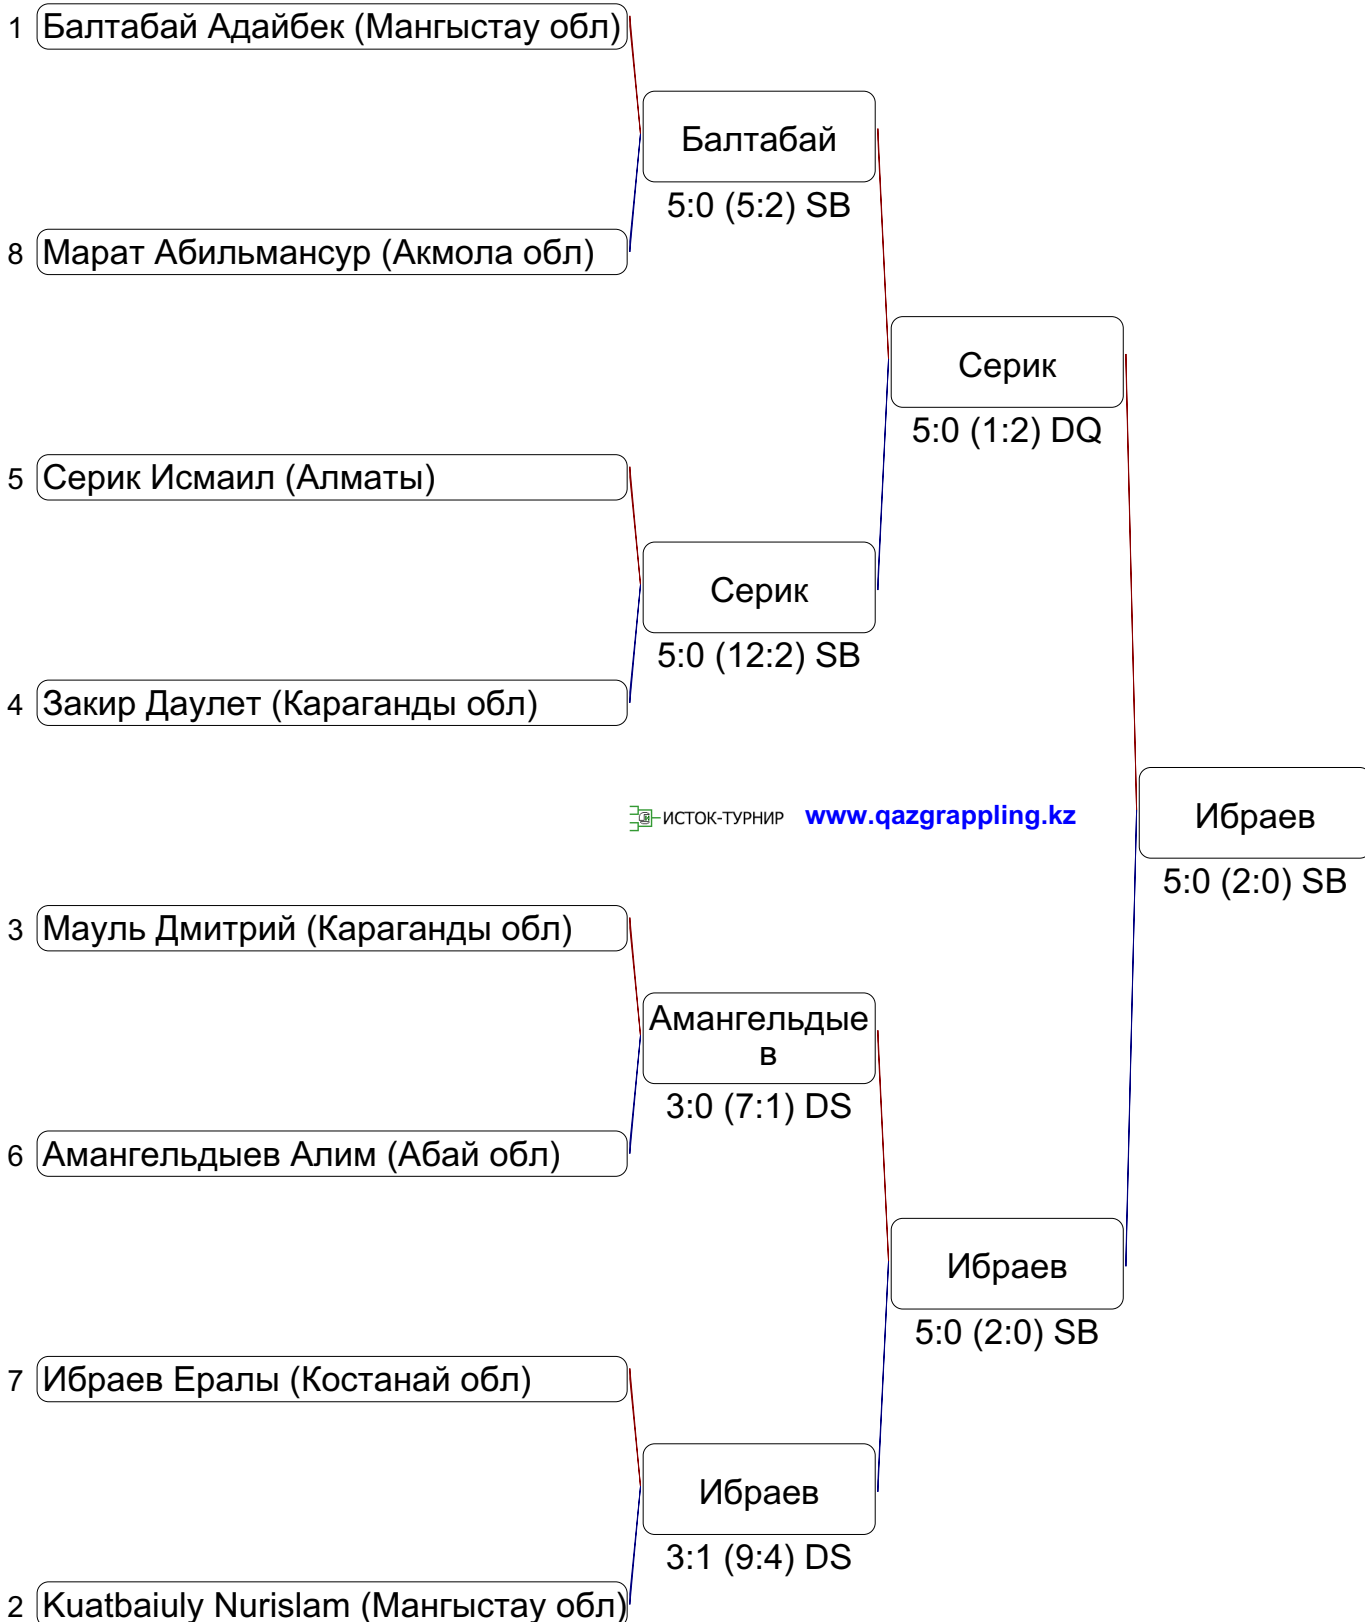 1 Балтабай Адайбек (Мангыстау обл)
Балтабай
5:0 (5:2) SB
8 Марат Абильмансур (Акмола обл)
Серик
5:0 (1:2) DQ
5 Серик Исмаил (Алматы)
Серик
5:0 (12:2) SB
4 Закир Даулет (Караганды обл)
ИСТОК-ТУРНИР www.qazgrappling.kz
Ибраев
5:0 (2:0) SB
3 Мауль Дмитрий (Караганды обл)
Амангельдые
в
3:0 (7:1) DS
6 Амангельдыев Алим (Абай обл)
Ибраев
5:0 (2:0) SB
7 Ибраев Ералы (Костанай обл)
Ибраев
3:1 (9:4) DS
2 Kuatbaiuly Nurislam (Мангыстау обл)